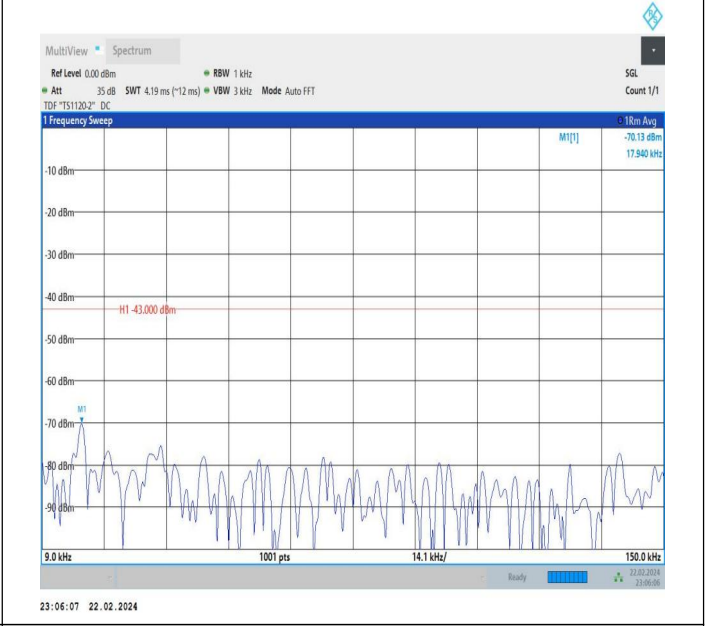 R S
MultiView Spectrum
Ref Level 0.00 dBm RBW 1 kHz SGL
Att 35 dB SWT 4.19 ms (~12 ms) VBW 3 kHz Mode Auto FFT Count 1/1
TDF "TS1120-2" DC
1 Frequency Sweep 1Rm Avg
M1[1] -70.13 dBm
17.940 kHz
-10 dBm
-20 dBm
-30 dBm
-40 dBm
H1 -43.000 dBm
-50 dBm
-60 dBm
M1
-70 dBm
-80 dBm
-90 dBm
9.0 kHz 1001 pts 14.1 kHz/ 150.0 kHz
Ready 22.02.2024
23:06:06
23:06:07 22.02.2024